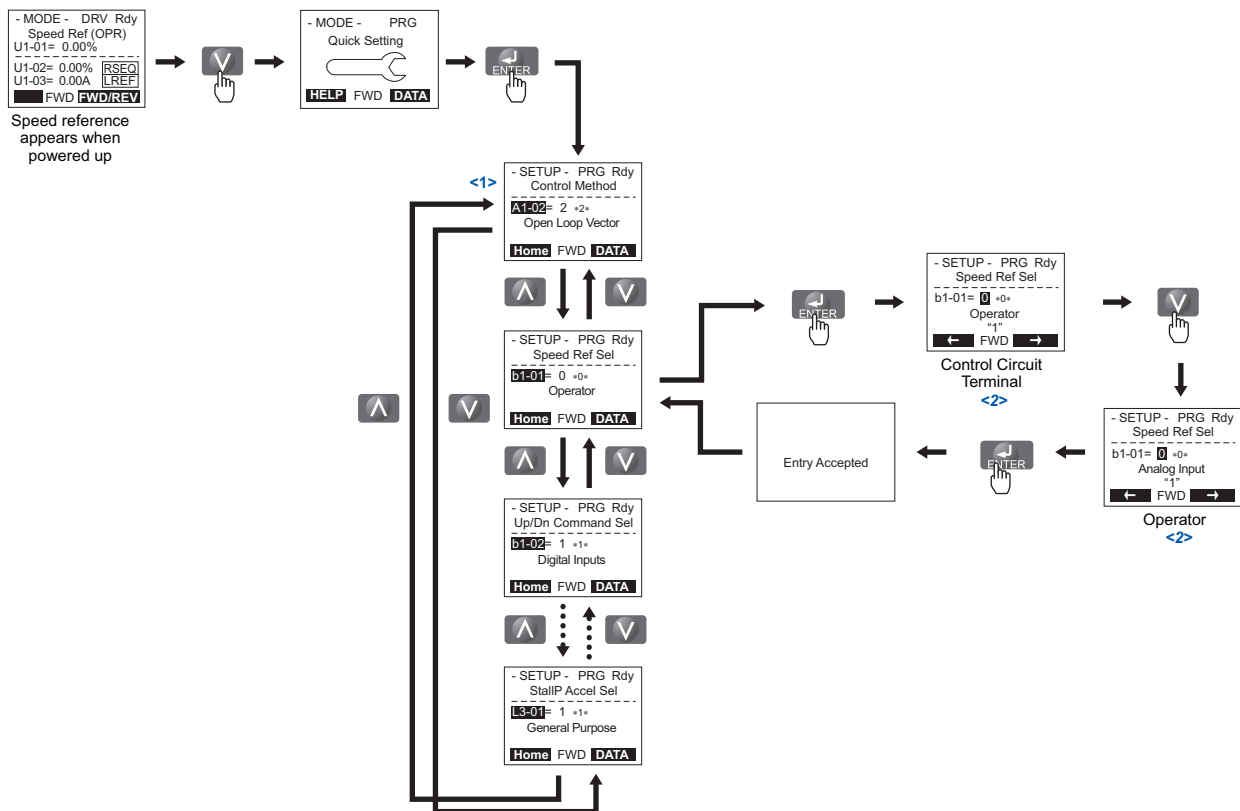 - MODE - DRV Rdy
Speed Ref (OPR)
U1-01= 0.00%
U1-02= 0.00% RSEQ
U1-03= 0.00A LREF
FWD FWD/REV
Speed reference
appears when
powered up
- MODE - PRG
Quick Setting
HELP FWD DATA
ENTER
<1>
- SETUP - PRG Rdy
Control Method
A1-02= 2 *2*
Open Loop Vector
Home FWD DATA
- SETUP - PRG Rdy
Speed Ref Sel
b1-01= 0 *0*
Operator
Home FWD DATA
- SETUP - PRG Rdy
Up/Dn Command Sel
b1-02= 1 *1*
Digital Inputs
Home FWD DATA
- SETUP - PRG Rdy
StallP Accel Sel
L3-01= 1 *1*
General Purpose
Home FWD DATA
ENTER
- SETUP - PRG Rdy
Speed Ref Sel
b1-01= 0 *0*
Operator
“1”
← FWD →
Control Circuit
Terminal
<2>
- SETUP - PRG Rdy
Speed Ref Sel
b1-01= 0 *0*
Analog Input
“1”
← FWD →
Operator
<2>
ENTER
Entry Accepted